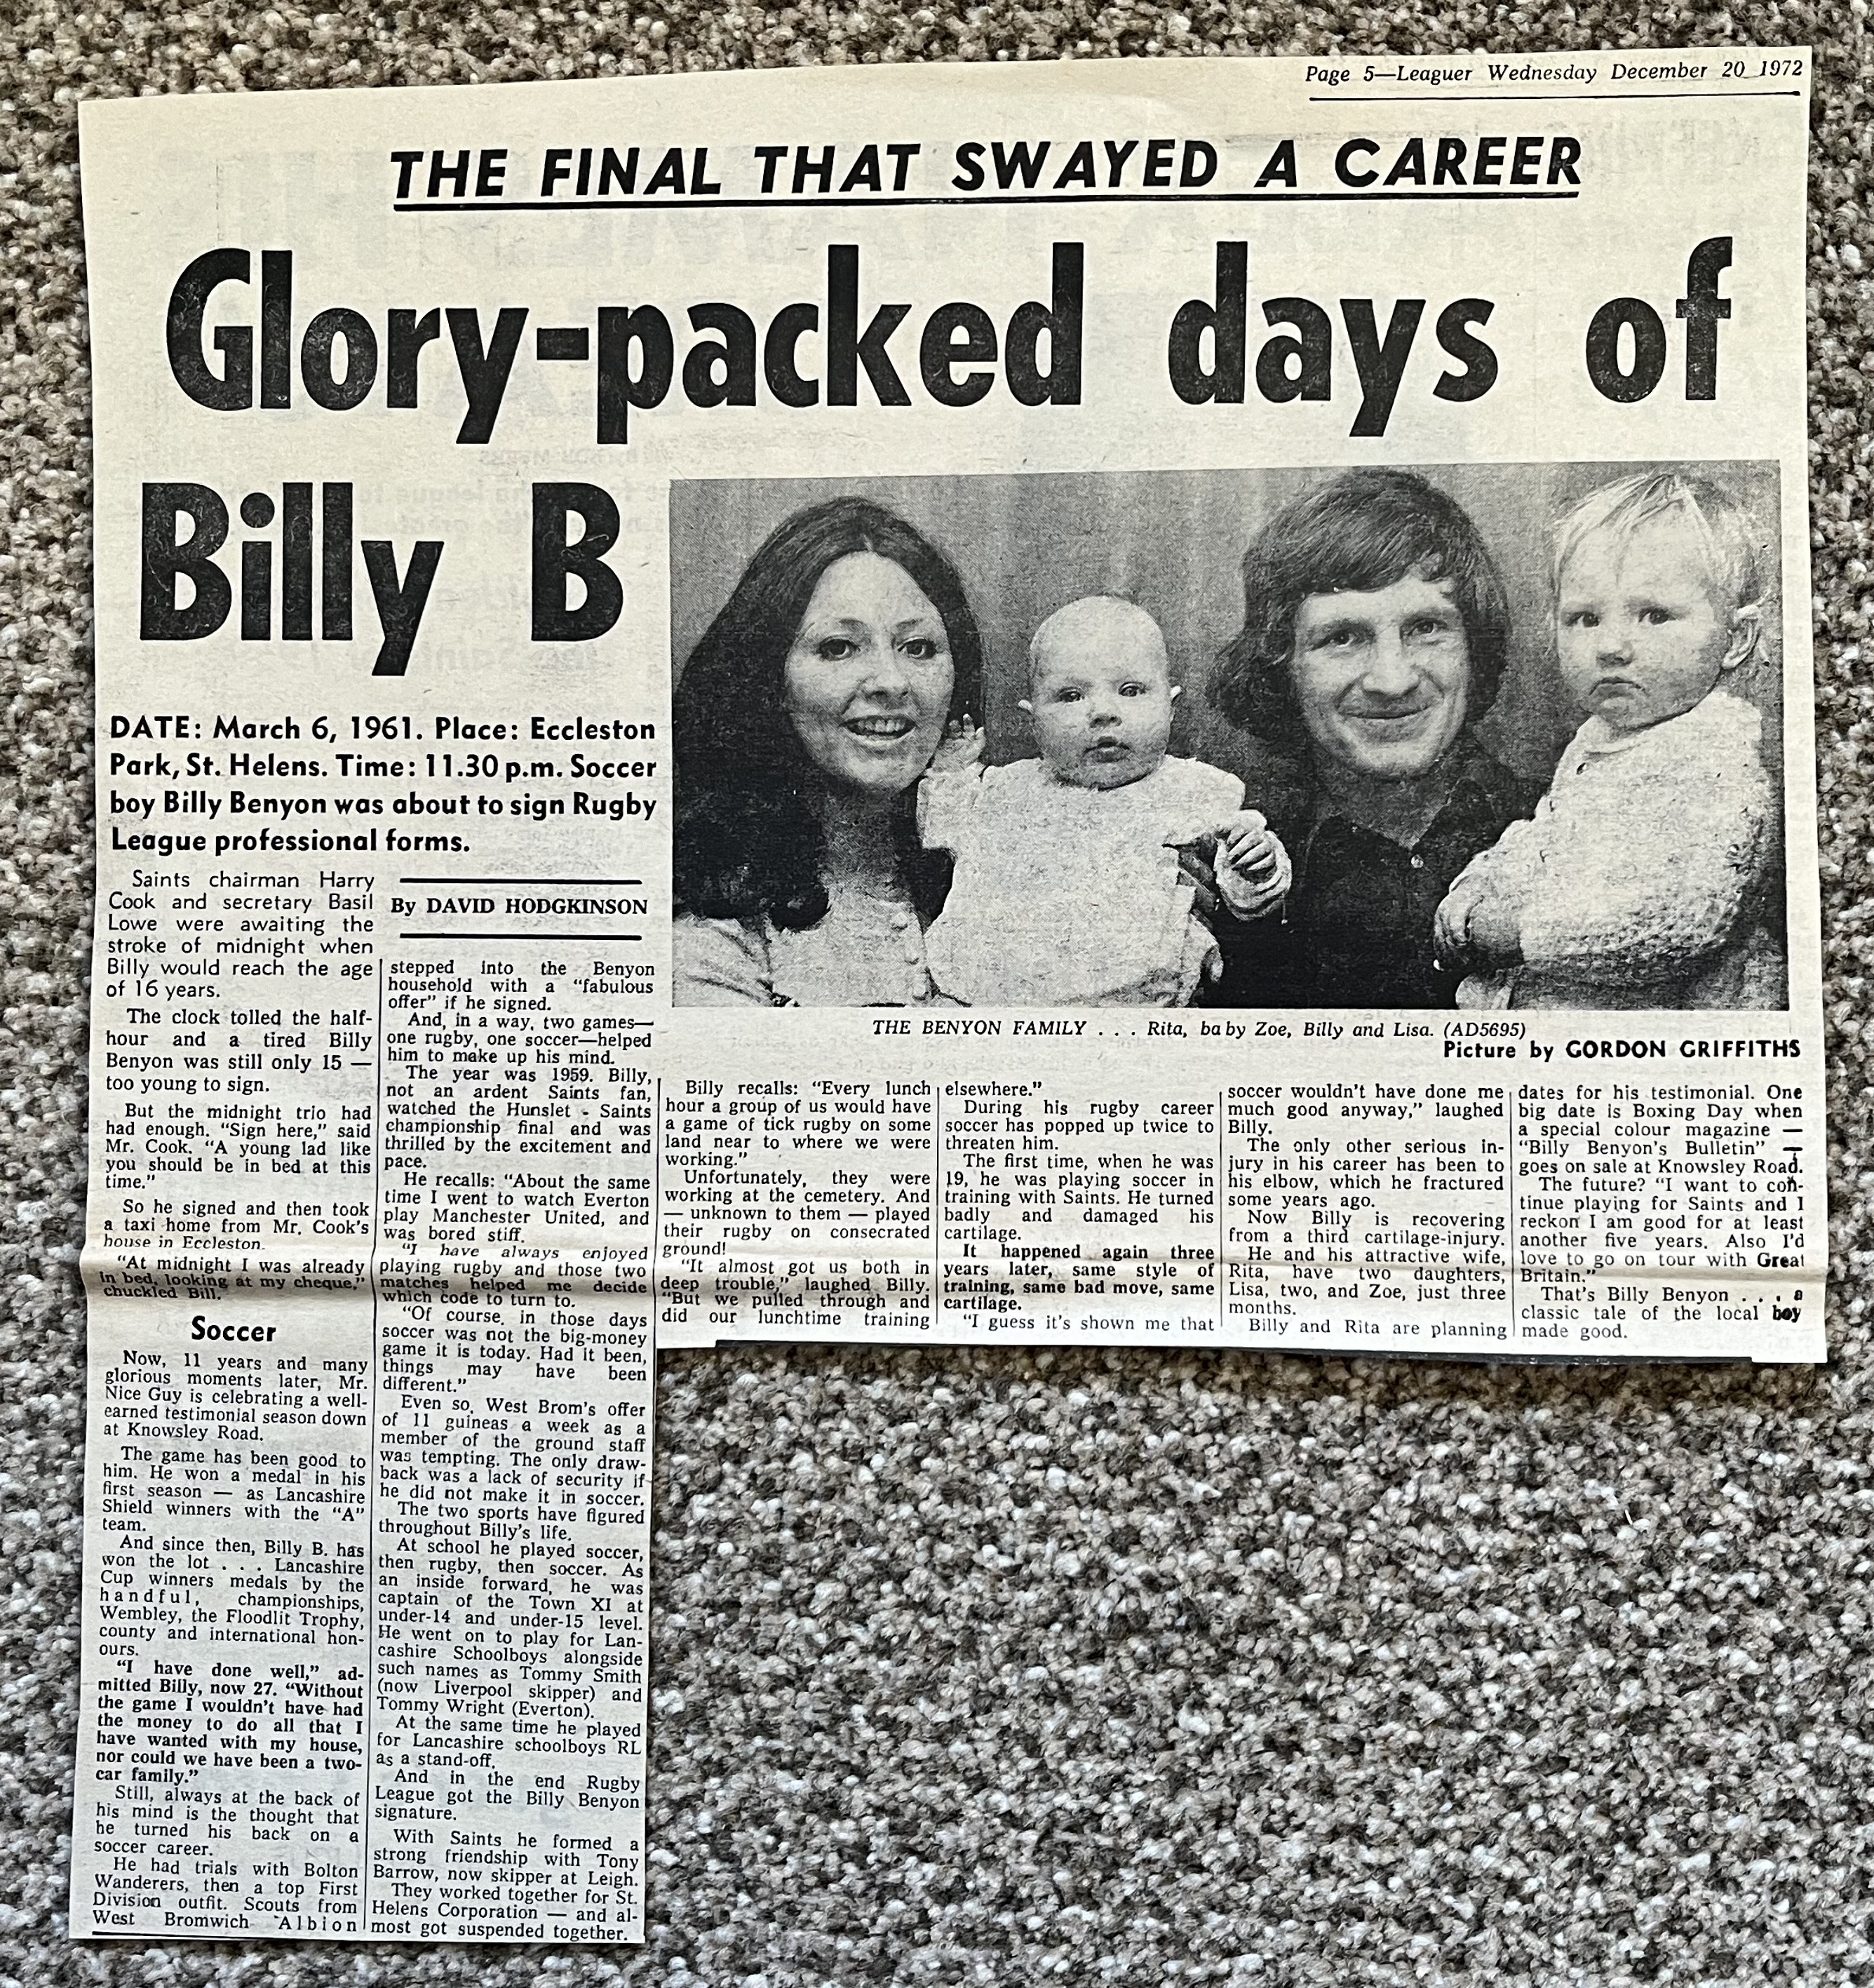 Page 5—Leaguer Wednesday December 20 1972
THE FINAL THAT SWAYED A CAREER
Glory-packed days of
Billy B
DATE: March 6, 1961. Place: Eccleston
Park, St. Helens. Time: 11.30 p.m. Soccer
boy Billy Benyon was about to sign Rugby
League professional forms.
By DAVID HODGKINSON
Saints chairman Harry
Cook and secretary Basil
Lowe were awaiting the
stroke of midnight when
Billy would reach the age
of 16 years.
The clock tolled the half-
hour and a tired Billy
Benyon was still only 15 —
too young to sign.
But the midnight trio had
had enough. "Sign here," said
Mr. Cook. "A young lad like
you should be in bed at this
time."
So he signed and then took
a taxi home from Mr. Cook's
house in Eccleston.
"At midnight I was already
in bed, looking at my cheque,"
chuckled Bill.
Soccer
Now, 11 years and many
glorious moments later, Mr.
Nice Guy is celebrating a well-
earned testimonial season down
at Knowsley Road.
The game has been good to
him. He won a medal in his
first season — as Lancashire
Shield winners with the "A"
team.
And since then, Billy B. has
won the lot . . . Lancashire
Cup winners medals by the
handful, championships,
Wembley, the Floodlit Trophy,
county and international hon-
ours.
"I have done well," ad-
mitted Billy, now 27. "Without
the game I wouldn't have had
the money to do all that I
have wanted with my house,
nor could we have been a two-
car family."
Still, always at the back of
his mind is the thought that
he turned his back on a
soccer career.
He had trials with Bolton
Wanderers, then a top First
Division outfit. Scouts from
West Bromwich Albion
stepped into the Benyon
household with a "fabulous
offer" if he signed.
And, in a way, two games—
one rugby, one soccer—helped
him to make up his mind.
The year was 1959. Billy,
not an ardent Saints fan,
watched the Hunslet - Saints
championship final and was
thrilled by the excitement and
pace.
He recalls: "About the same
time I went to watch Everton
play Manchester United, and
was bored stiff.
"I have always enjoyed
playing rugby and those two
matches helped me decide
which code to turn to.
"Of course, in those days
soccer was not the big-money
game it is today. Had it been,
things may have been
different."
Even so, West Brom's offer
of 11 guineas a week as a
member of the ground staff
was tempting. The only draw-
back was a lack of security if
he did not make it in soccer.
The two sports have figured
throughout Billy's life.
At school he played soccer,
then rugby, then soccer. As
an inside forward, he was
captain of the Town XI at
under-14 and under-15 level.
He went on to play for Lan-
cashire Schoolboys alongside
such names as Tommy Smith
(now Liverpool skipper) and
Tommy Wright (Everton).
At the same time he played
for Lancashire schoolboys RL
as a stand-off.
And in the end Rugby
League got the Billy Benyon
signature.
With Saints he formed a
strong friendship with Tony
Barrow, now skipper at Leigh.
They worked together for St.
Helens Corporation — and al-
most got suspended together.
THE BENYON FAMILY . . . Rita, baby Zoe, Billy and Lisa. (AD5695)
Picture by GORDON GRIFFITHS
Billy recalls: "Every lunch
hour a group of us would have
a game of tick rugby on some
land near to where we were
working."
Unfortunately, they were
working at the cemetery. And
— unknown to them — played
their rugby on consecrated
ground!
"It almost got us both in
deep trouble," laughed Billy.
"But we pulled through and
did our lunchtime training
elsewhere."
During his rugby career
soccer has popped up twice to
threaten him.
The first time, when he was
19, he was playing soccer in
training with Saints. He turned
badly and damaged his
cartilage.
It happened again three
years later, same style of
training, same bad move, same
cartilage.
"I guess it's shown me that
soccer wouldn't have done me
much good anyway," laughed
Billy.
The only other serious in-
jury in his career has been to
his elbow, which he fractured
some years ago.
Now Billy is recovering
from a third cartilage-injury.
He and his attractive wife,
Rita, have two daughters,
Lisa, two, and Zoe, just three
months.
Billy and Rita are planning
dates for his testimonial. One
big date is Boxing Day when
a special colour magazine —
"Billy Benyon's Bulletin" —
goes on sale at Knowsley Road.
The future? "I want to con-
tinue playing for Saints and I
reckon I am good for at least
another five years. Also I'd
love to go on tour with Great
Britain."
That's Billy Benyon . . . a
classic tale of the local boy
made good.